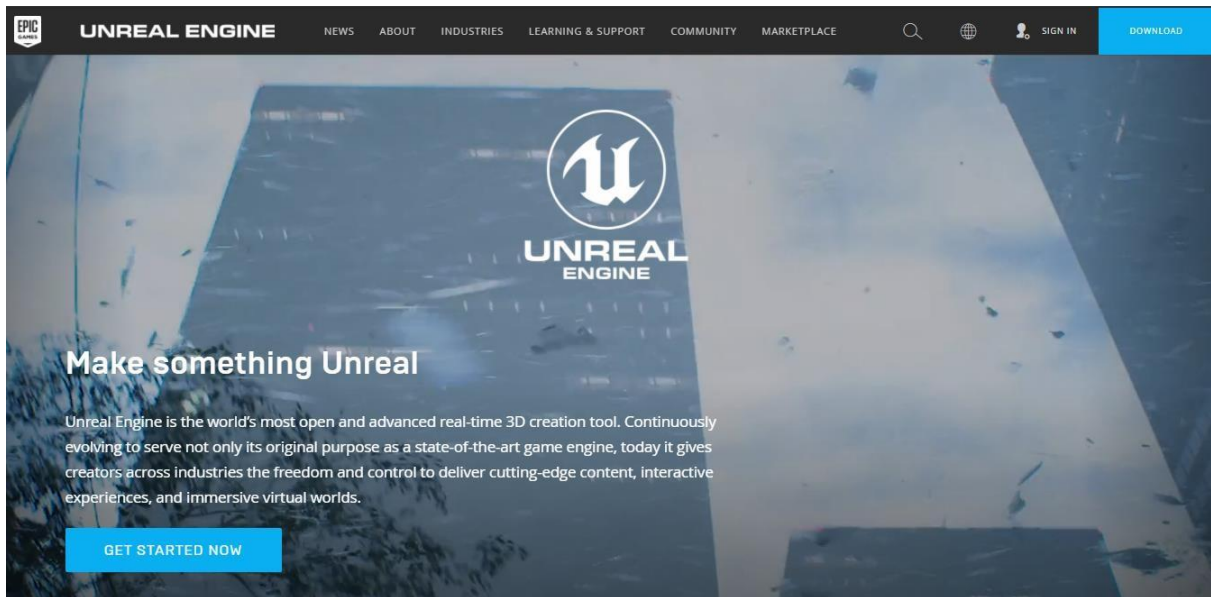 EPIC
GAMES
UNREAL ENGINE
NEWS
ABOUT
INDUSTRIES
LEARNING & SUPPORT
COMMUNITY
MARKETPLACE
SIGN IN
DOWNLOAD
UNREAL
ENGINE
Make something Unreal
Unreal Engine is the world's most open and advanced real-time 3D creation tool. Continuously
evolving to serve not only its original purpose as a state-of-the-art game engine, today it gives
creators across industries the freedom and control to deliver cutting-edge content, interactive
experiences, and immersive virtual worlds.
GET STARTED NOW